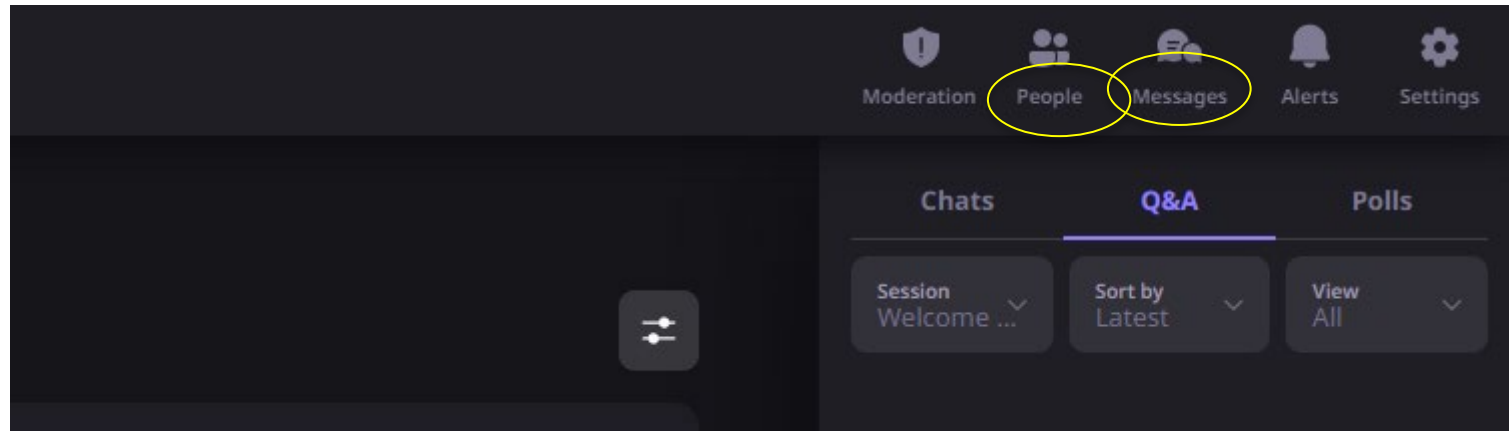 Moderation People Messages Alerts Settings
Chats Q&A Polls
Session Sort by View
Welcome ... Latest All